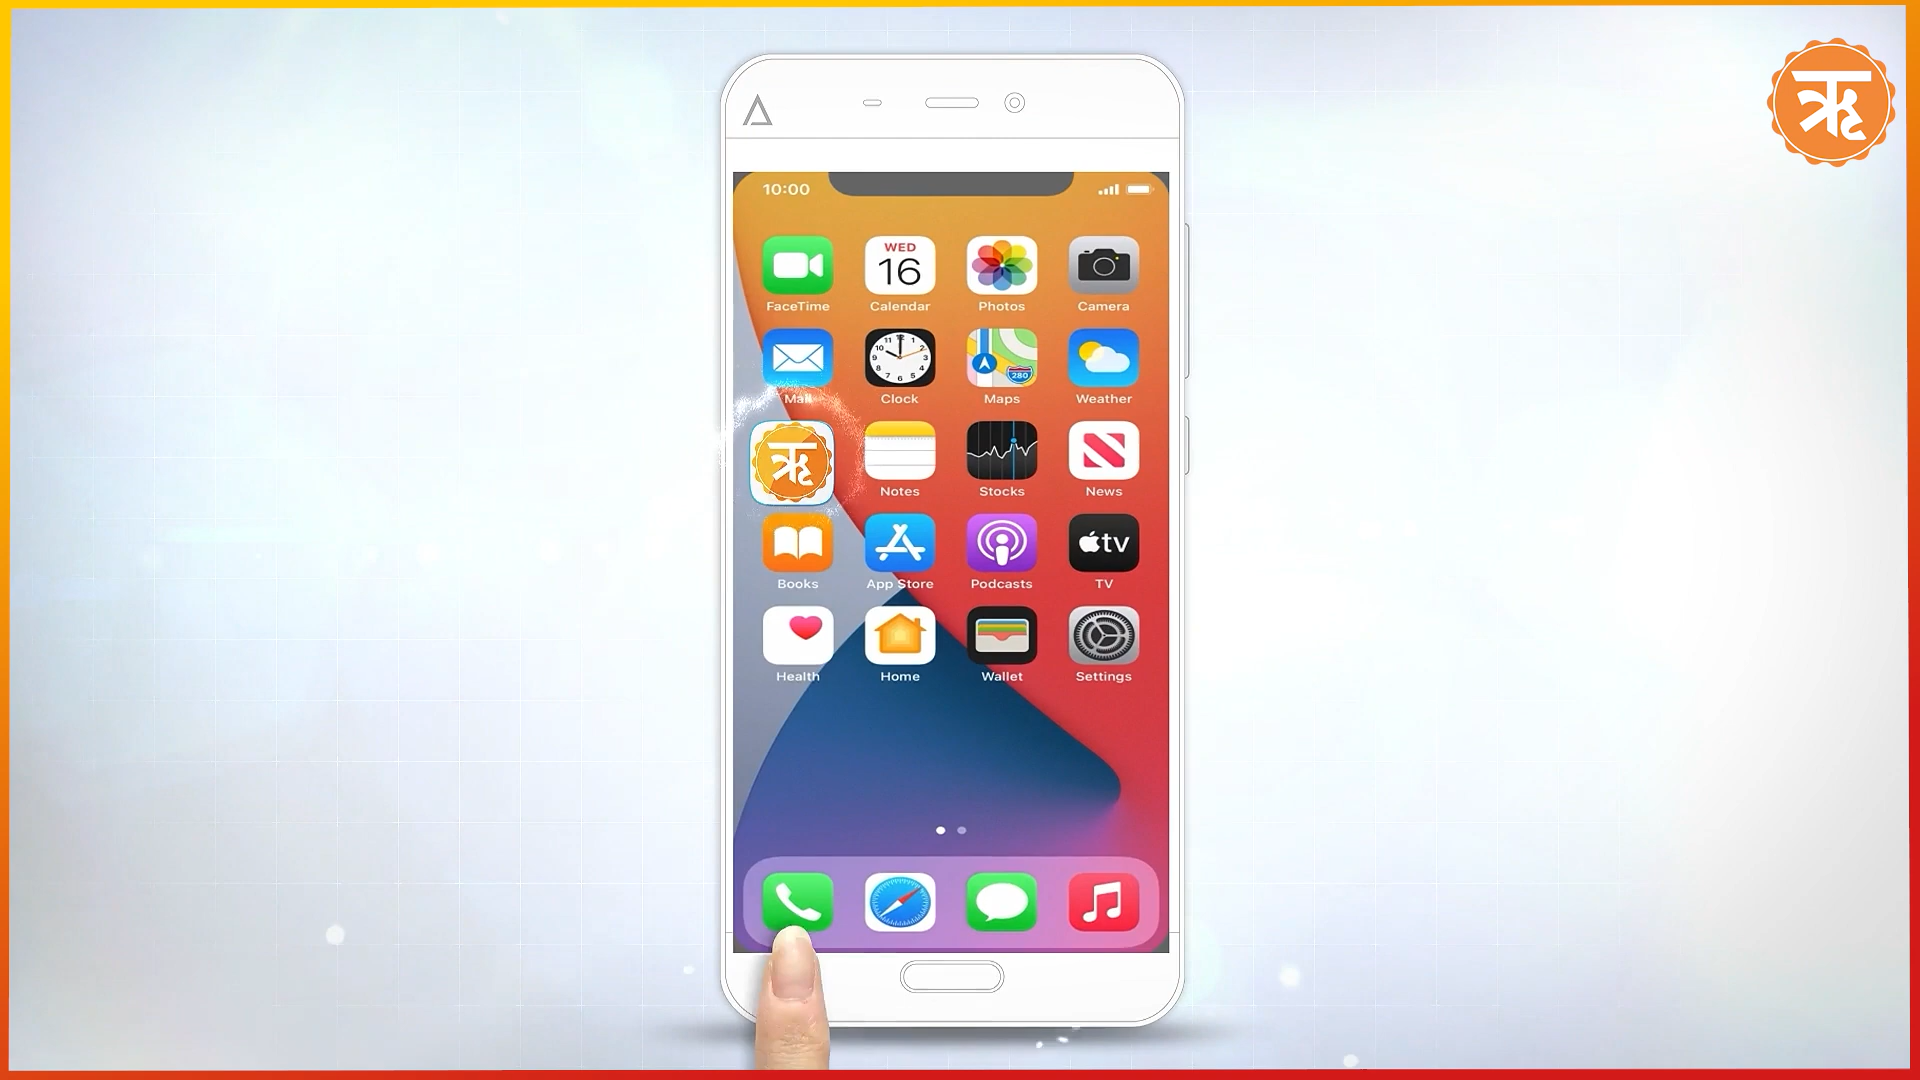 ऋ
10:00
WED
16
FaceTime
Calendar
Photos
Camera
280
Mail
Clock
Maps
Weather
ऋ
Notes
Stocks
News
tv
Books
App Store
Podcasts
TV
Health
Home
Wallet
Settings